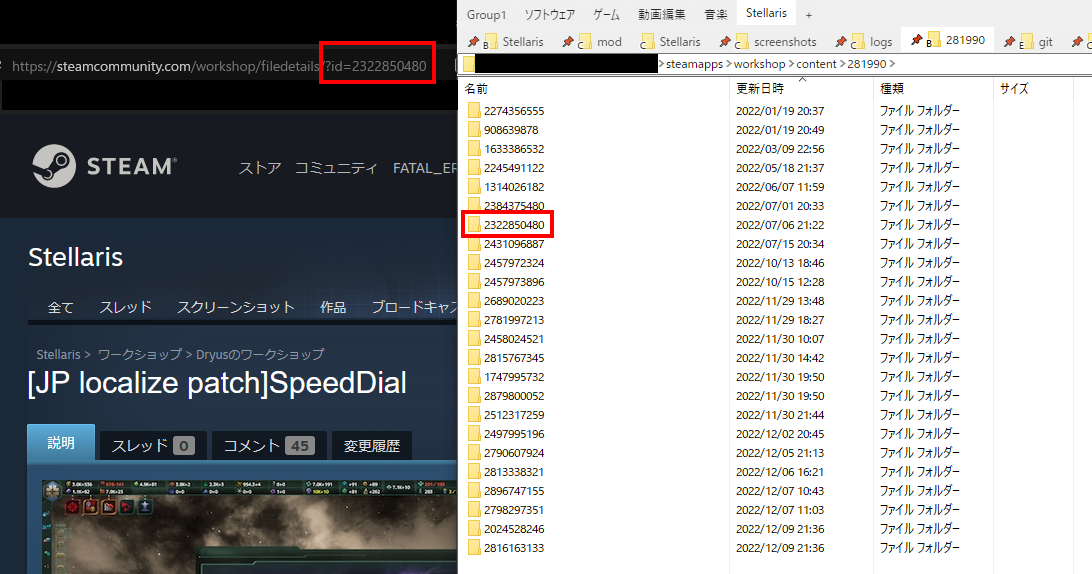 https://steamcommunity.com/workshop/filedetails/?id=2322850480
STEAM®
ストア コミュニティ FATAL_ER
Stellaris
全て スレッド スクリーンショット 作品 ブロードキャス
Stellaris > ワークショップ > Dryusのワークショップ
[JP localize patch]SpeedDial
説明 スレッド 0 コメント 45 変更履歴
Group1 ソフトウェア ゲーム 動画編集 音楽 Stellaris +
B Stellaris C mod C Stellaris C screenshots C logs B 281990 E git C
> steamapps > workshop > content > 281990 >
名前 更新日時 種類 サイズ
2274356555 2022/01/19 20:37 ファイル フォルダー
908639878 2022/01/19 20:49 ファイル フォルダー
1633386532 2022/03/09 22:56 ファイル フォルダー
2245491122 2022/05/18 21:37 ファイル フォルダー
1314026182 2022/06/07 11:59 ファイル フォルダー
2384375480 2022/07/01 20:33 ファイル フォルダー
2322850480 2022/07/06 21:22 ファイル フォルダー
2431096887 2022/07/15 20:34 ファイル フォルダー
2457972324 2022/10/13 18:46 ファイル フォルダー
2457973896 2022/10/15 12:28 ファイル フォルダー
2689020223 2022/11/29 13:48 ファイル フォルダー
2781997213 2022/11/29 18:27 ファイル フォルダー
2458024521 2022/11/30 10:07 ファイル フォルダー
2815767345 2022/11/30 14:42 ファイル フォルダー
1747995732 2022/11/30 19:50 ファイル フォルダー
2879800052 2022/11/30 19:50 ファイル フォルダー
2512317259 2022/11/30 21:44 ファイル フォルダー
2497995196 2022/12/02 20:45 ファイル フォルダー
2790607924 2022/12/05 21:13 ファイル フォルダー
2813338321 2022/12/06 16:21 ファイル フォルダー
2896747155 2022/12/07 10:43 ファイル フォルダー
2798297351 2022/12/07 11:03 ファイル フォルダー
2024528246 2022/12/09 21:36 ファイル フォルダー
2816163133 2022/12/09 21:36 ファイル フォルダー